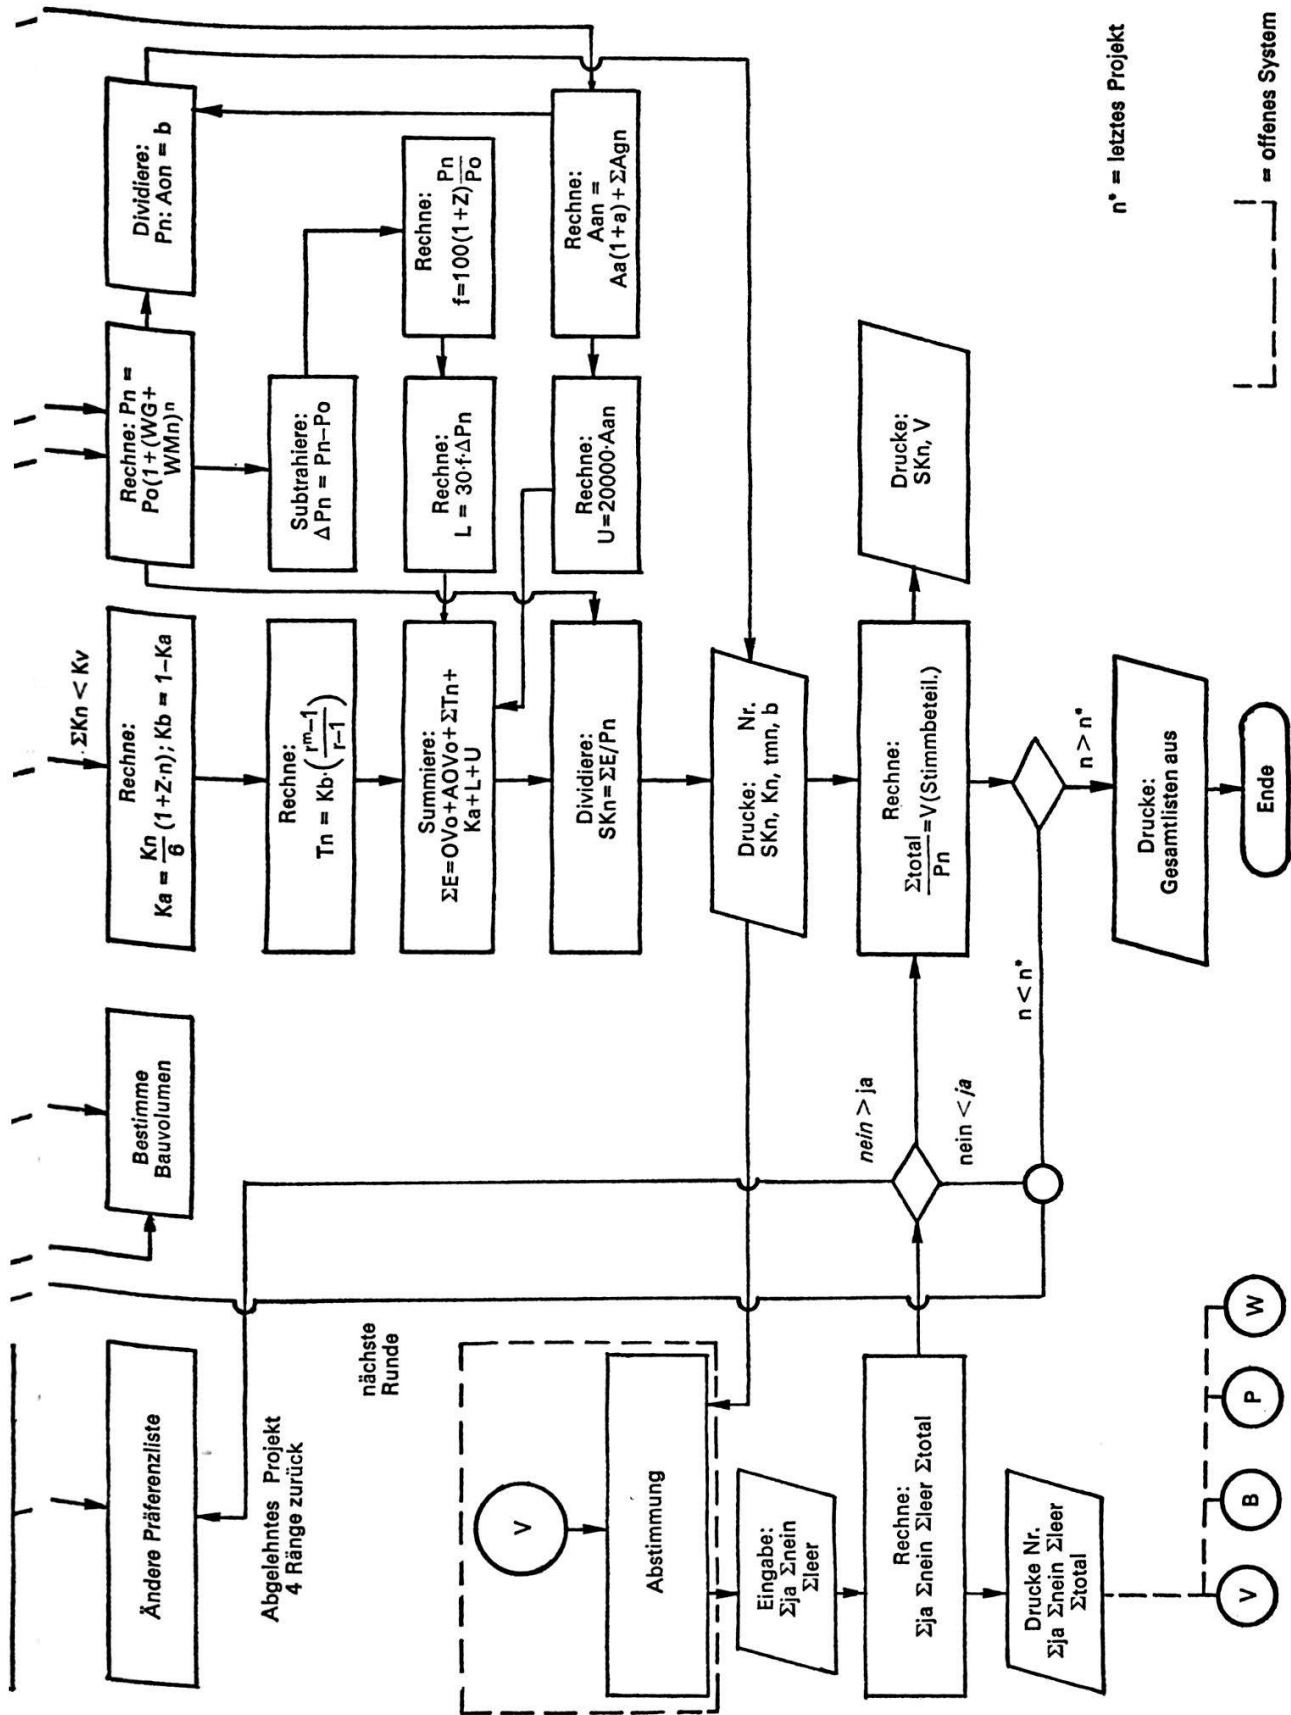 Ändere Präferenzliste
Abgelehntes Projekt
4 Ränge zurück
nächste
Runde
V
Abstimmung
Eingabe:
Σja Σnein
Σleer
Rechne:
Σja Σnein Σleer Σtotal
Drucke Nr.
Σja Σnein Σleer
Σtotal
V
B
P
W
Bestimme
Bauvolumen
nein > ja
nein < ja
ΣKn < Kv
Rechne:
Ka = Kn/6 (1+Z·n); Kb = 1–Ka
Rechne:
Tn = Kb·(rᵐ–1/r–1)
Summiere:
ΣE=OVo+AOVo+ΣTn+
Ka+L+U
Dividiere:
SKn=ΣE/Pn
Drucke: Nr.
SKn, Kn, tmn, b
Rechne:
Σtotal/Pn =V(Stimmbeteil.)
n < n*
n > n*
Drucke:
Gesamtlisten aus
Ende
Rechne: Pn =
Po(1+(WG+
WMn)ⁿ
Dividiere:
Pn: Aon = b
Subtrahiere:
Δ Pn = Pn–Po
Rechne:
f=100(1+Z) Pn/Po
Rechne:
L = 30·f·ΔPn
Rechne:
Aan =
Aa(1+a)+ΣAgn
Rechne:
U=20000·Aan
Drucke:
SKn, V
n* = letztes Projekt
= offenes System